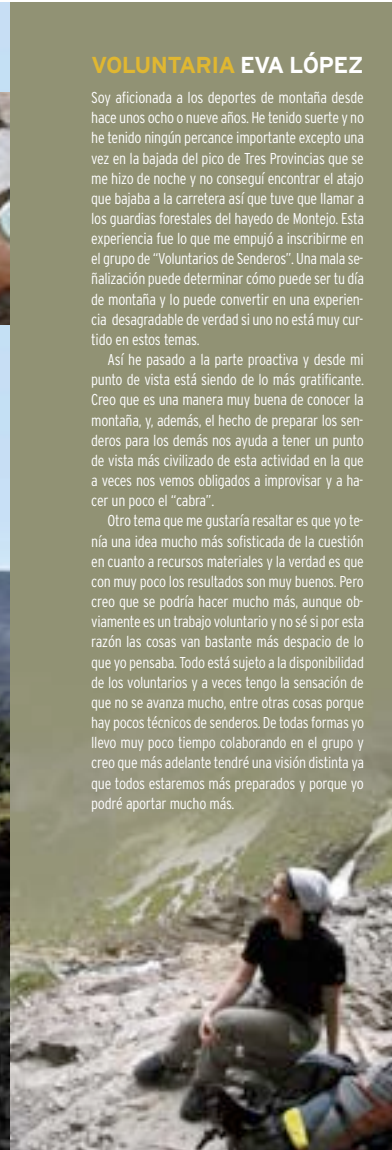 VOLUNTARIA EVA LÓPEZ
Soy aficionada a los deportes de montaña desde
hace unos ocho o nueve años. He tenido suerte y no
he tenido ningún percance importante excepto una
vez en la bajada del pico de Tres Provincias que se
me hizo de noche y no conseguí encontrar el atajo
que bajaba a la carretera así que tuve que llamar a
los guardias forestales del hayedo de Montejo. Esta
experiencia fue lo que me empujó a inscribirme en
el grupo de “Voluntarios de Senderos”. Una mala se-
ñalización puede determinar cómo puede ser tu día
de montaña y lo puede convertir en una experien-
cia desagradable de verdad si uno no está muy cur-
tido en estos temas.
Así he pasado a la parte proactiva y desde mi
punto de vista está siendo de lo más gratificante.
Creo que es una manera muy buena de conocer la
montaña, y, además, el hecho de preparar los sen-
deros para los demás nos ayuda a tener un punto
de vista más civilizado de esta actividad en la que
a veces nos vemos obligados a improvisar y a ha-
cer un poco el “cabra”.
Otro tema que me gustaría resaltar es que yo te-
nía una idea mucho más sofisticada de la cuestión
en cuanto a recursos materiales y la verdad es que
con muy poco los resultados son muy buenos. Pero
creo que se podría hacer mucho más, aunque ob-
viamente es un trabajo voluntario y no sé si por esta
razón las cosas van bastante más despacio de lo
que yo pensaba. Todo está sujeto a la disponibilidad
de los voluntarios y a veces tengo la sensación de
que no se avanza mucho, entre otras cosas porque
hay pocos técnicos de senderos. De todas formas yo
llevo muy poco tiempo colaborando en el grupo y
creo que más adelante tendré una visión distinta ya
que todos estaremos más preparados y porque yo
podré aportar mucho más.